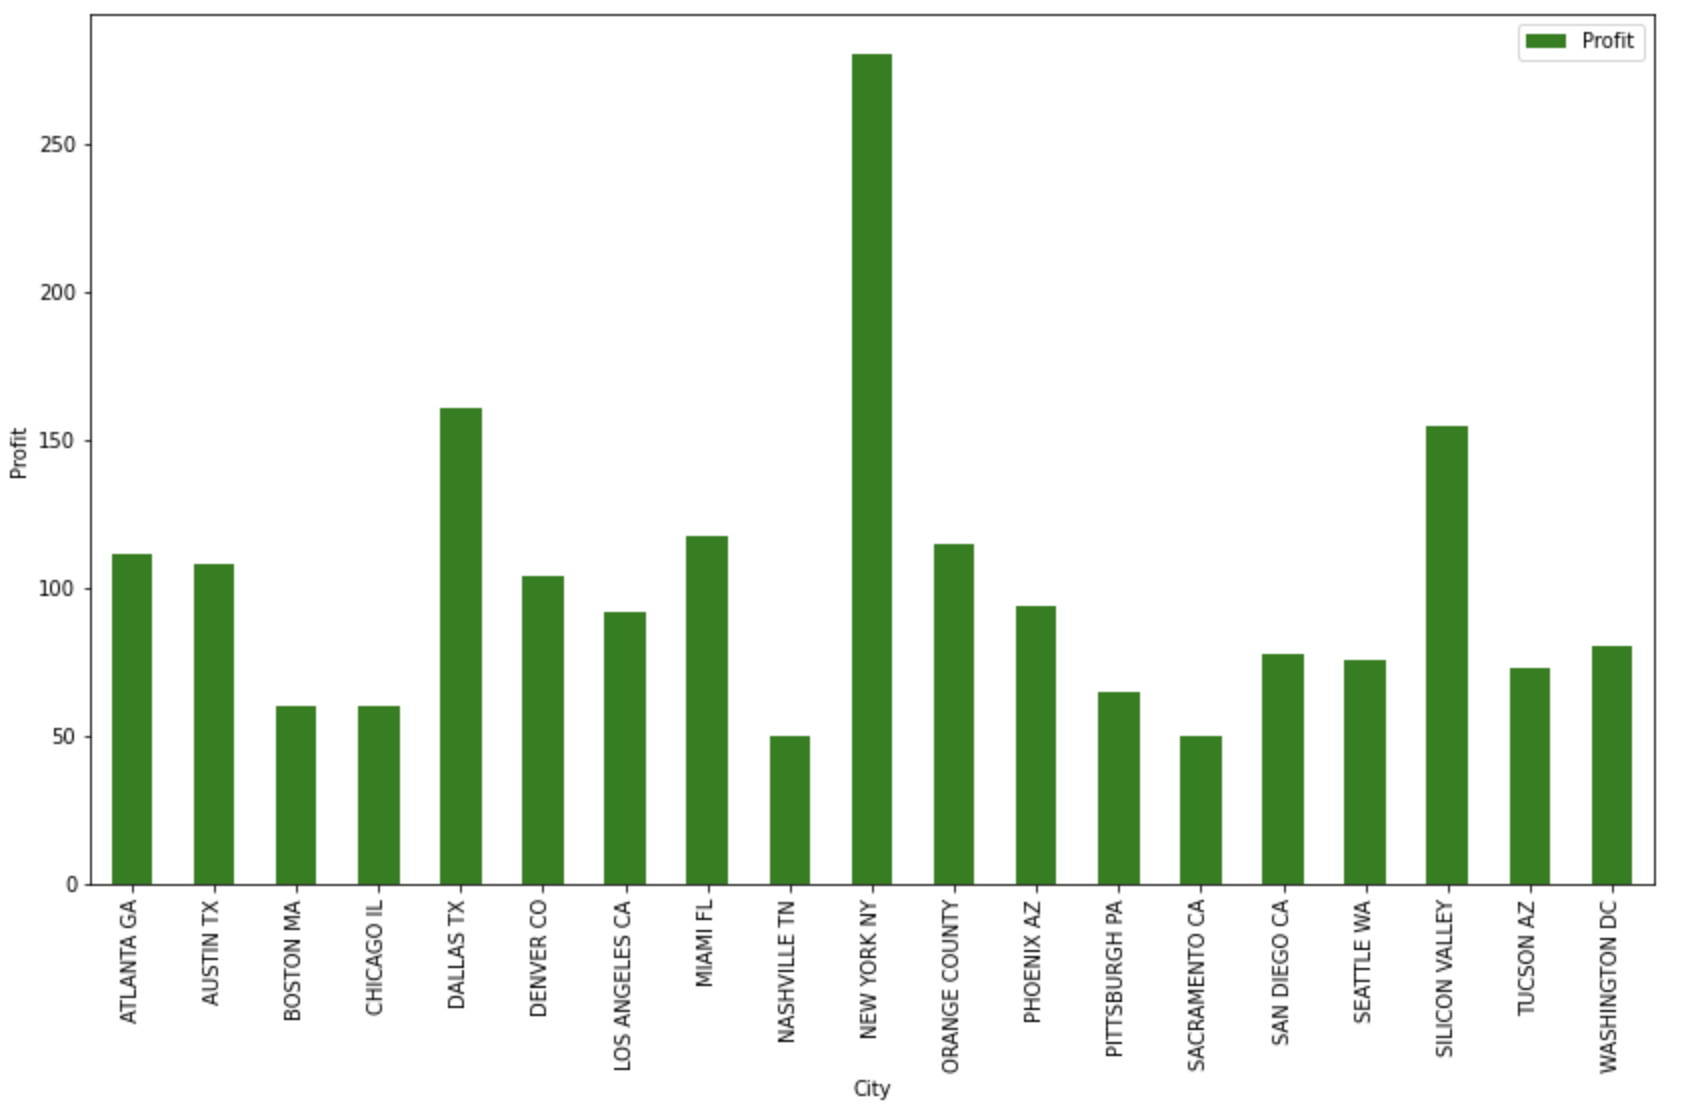 Profit
250
200
150
100
50
0
Profit
ATLANTA GA
AUSTIN TX
BOSTON MA
CHICAGO IL
DALLAS TX
DENVER CO
LOS ANGELES CA
MIAMI FL
NASHVILLE TN
NEW YORK NY
ORANGE COUNTY
PHOENIX AZ
PITTSBURGH PA
SACRAMENTO CA
SAN DIEGO CA
SEATTLE WA
SILICON VALLEY
TUCSON AZ
WASHINGTON DC
City